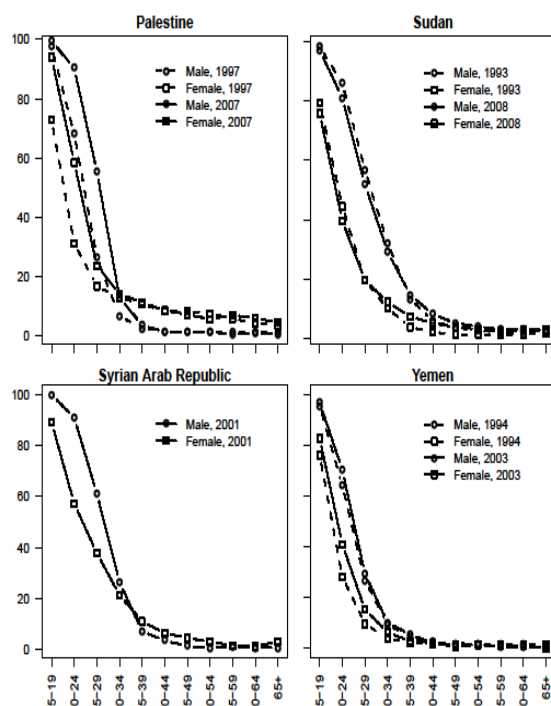 Palestine
100
80
60
40
20
0
Male, 1997
Female, 1997
Male, 2007
Female, 2007
Sudan
Male, 1993
Female, 1993
Male, 2008
Female, 2008
Syrian Arab Republic
100
80
60
40
20
0
Male, 2001
Female, 2001
5-19
0-24
5-29
0-34
5-39
0-44
5-49
0-54
5-59
0-64
65+
Yemen
Male, 1994
Female, 1994
Male, 2003
Female, 2003
5-19
0-24
5-29
0-34
5-39
0-44
5-49
0-54
5-59
0-64
65+